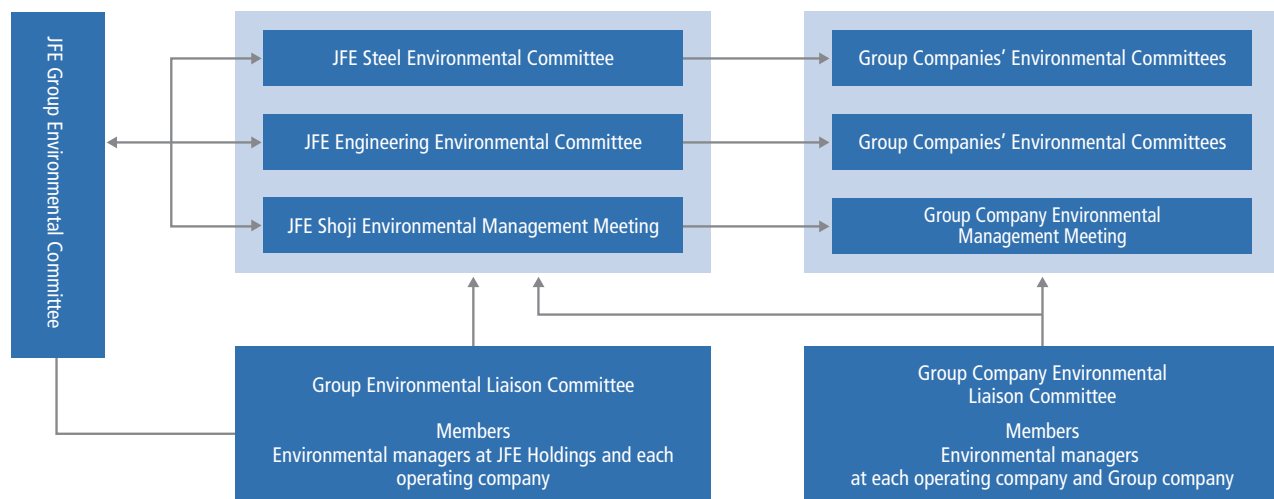 JFE Group Environmental Committee
JFE Steel Environmental Committee
Group Companies’ Environmental Committees
JFE Engineering Environmental Committee
Group Companies’ Environmental Committees
JFE Shoji Environmental Management Meeting
Group Company Environmental
Management Meeting
Group Environmental Liaison Committee
Members
Environmental managers at JFE Holdings and each
operating company
Group Company Environmental
Liaison Committee
Members
Environmental managers
at each operating company and Group company